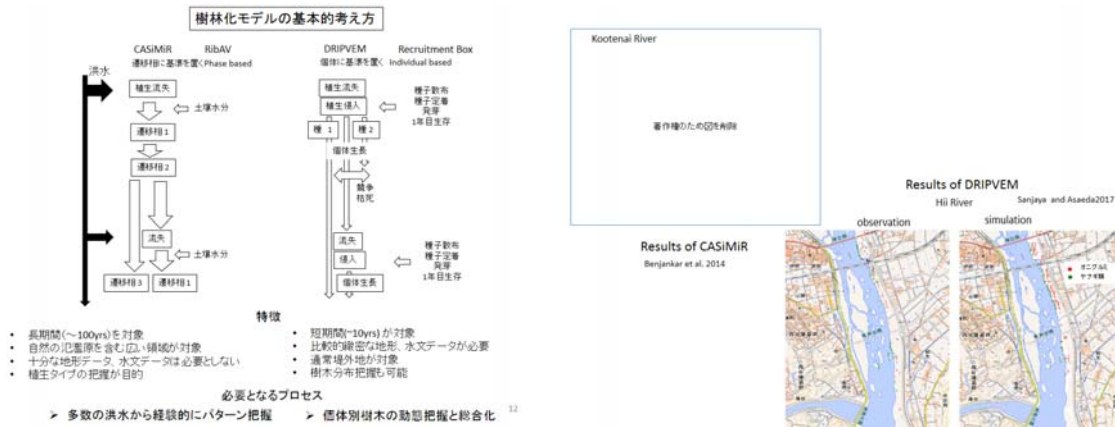 樹林化モデルの基本的考え方
CASiMiR RibAV
遷移相に基準を置く Phase based
DRIPVEM Recruitment Box
個体に基準を置く Individual based
洪水
植生流失
土壌水分
遷移相1
遷移相2
流失
土壌水分
遷移相3 遷移相1
植生流失
植生侵入
種子散布
種子定着
発芽
1年目生存
種 1 種 2
個体生長
競争
枯死
流失
侵入
種子散布
種子定着
発芽
1年目生存
個体生長
特徴
• 長期間(~100yrs)を対象
• 自然の氾濫原を含む広い領域が対象
• 十分な地形データ、水文データは必要としない
• 植生タイプの把握が目的
• 短期間(~10yrs) が対象
• 比較的緻密な地形、水文データが必要
• 通常堤外地が対象
• 樹木分布把握も可能
必要となるプロセス
➢ 多数の洪水から経験的にパターン把握
➢ 個体別樹木の動態把握と総合化
12
Kootenai River
著作権のため図を削除
Results of CASiMiR
Benjankar et al. 2014
Results of DRIPVEM
Hii River Sanjaya and Asaeda2017
observation simulation
オニグルミ
ヤナギ類